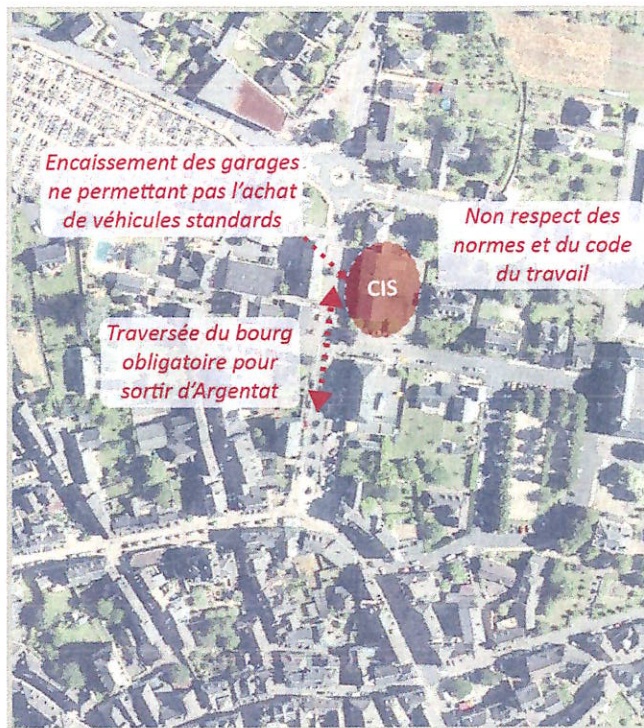 Encaissement des garages
ne permettant pas l'achat
de véhicules standards
Non respect des
normes et du code
du travail
CIS
Traversée du bourg
obligatoire pour
sortir d'Argentat